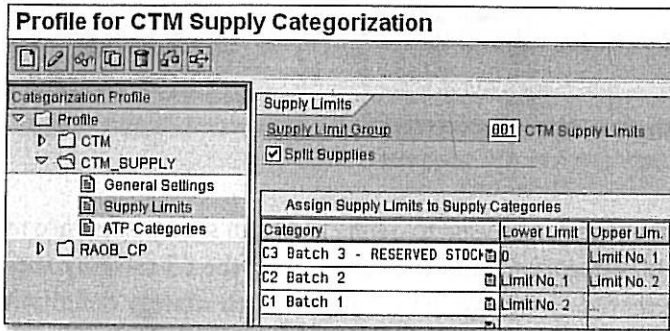 Profile for CTM Supply Categorization
Categorization Profile
Profile
CTM
CTM_SUPPLY
General Settings
Supply Limits
ATP Categories
RAOB_CP
Supply Limits
Supply Limit Group 001 CTM Supply Limits
Split Supplies
Assign Supply Limits to Supply Categories
Category Lower Limit Upper Lim.
C3 Batch 3 - RESERVED STOCK 0 Limit No. 1
C2 Batch 2 Limit No. 1 Limit No. 2
C1 Batch 1 Limit No. 2 ...